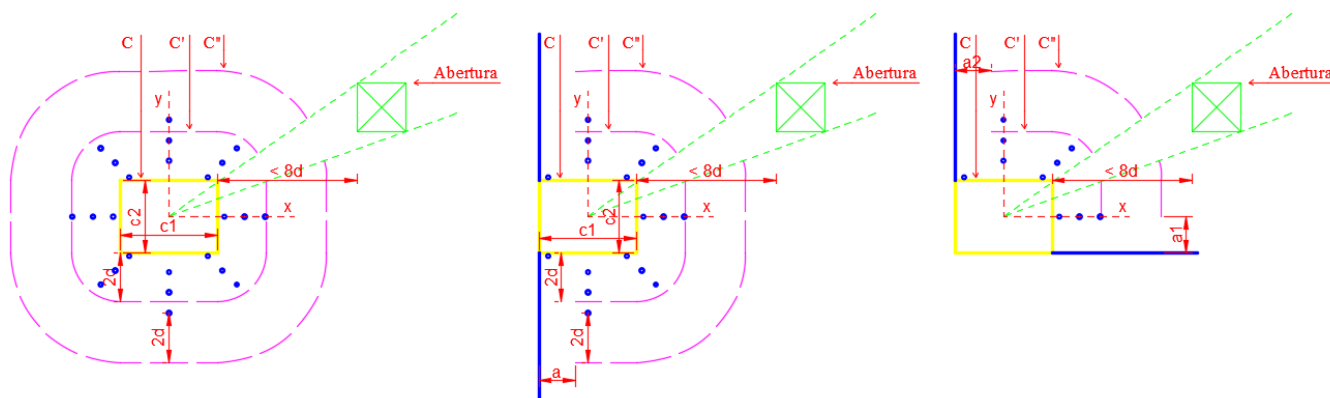 C C' C"
Abertura
y
< 8d
x
c2
c1
2d
2d
C C' C"
Abertura
y
< 8d
x
c2
c1
2d
2d
a
C C' C"
a2
Abertura
y
< 8d
x
a1